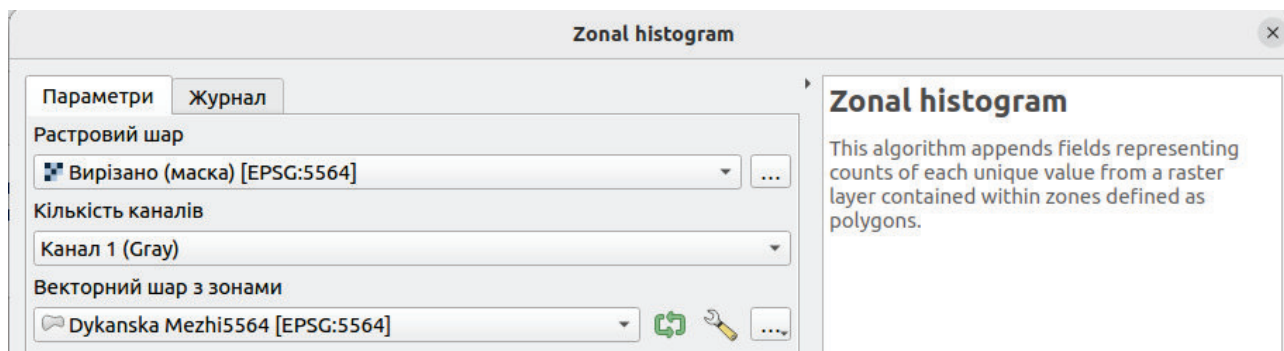 Zonal histogram
Параметри
Журнал
Растровий шар
Вирізано (маска) [EPSG:5564]
...
Кількість каналів
Канал 1 (Gray)
Векторний шар з зонами
Dykanska Mezhi5564 [EPSG:5564]
...
Zonal histogram
This algorithm appends fields representing
counts of each unique value from a raster
layer contained within zones defined as
polygons.